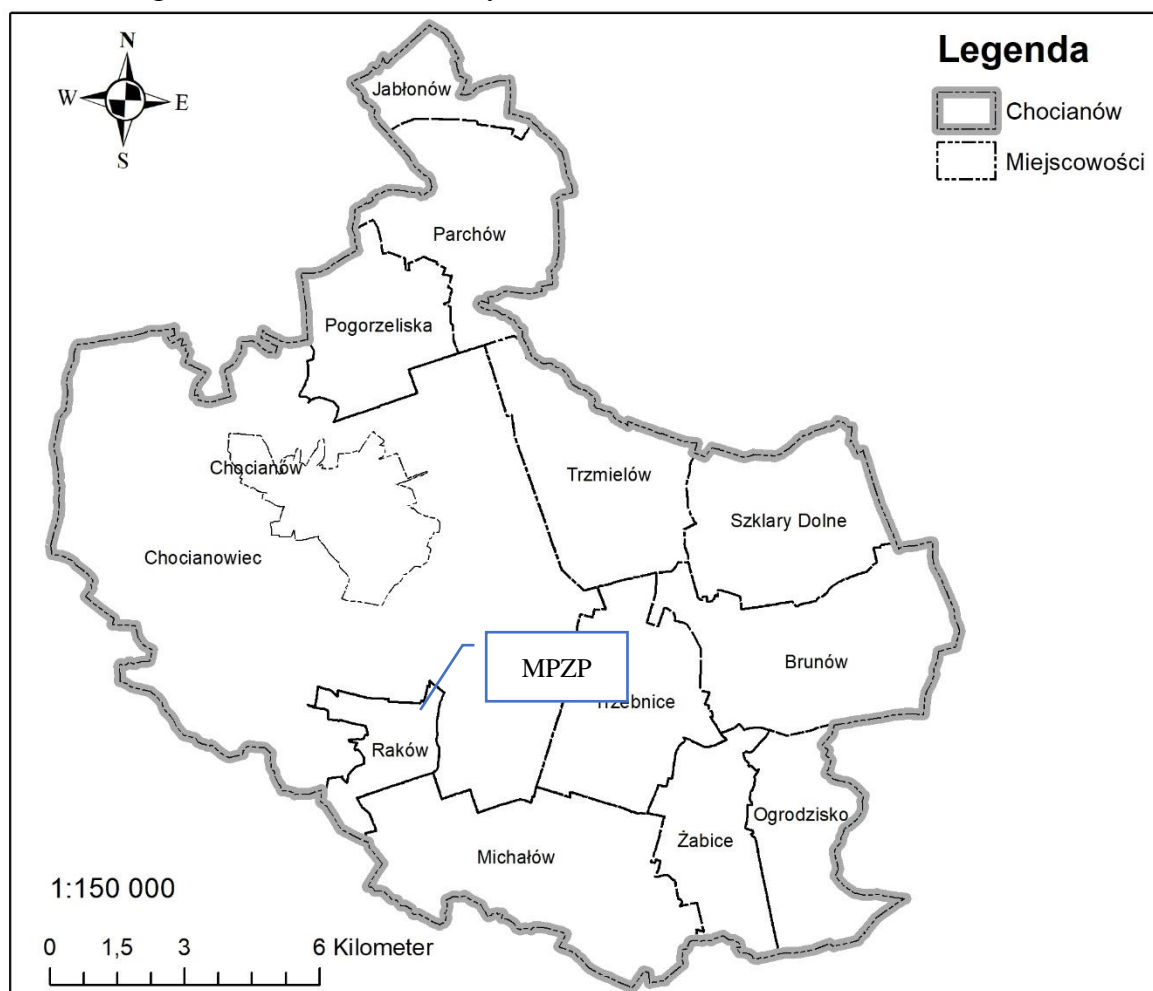 N
W E
S
Legenda
Chocianów
Miejscowości
Jabłonów
Parchów
Pogorzeliska
Chocianów
Trzmielów
Szklary Dolne
Chocianowiec
MPZP
Brunów
Trzebnice
Raków
Ogrodzisko
Żabice
Michałów
1:150 000
0 1,5 3 6 Kilometer